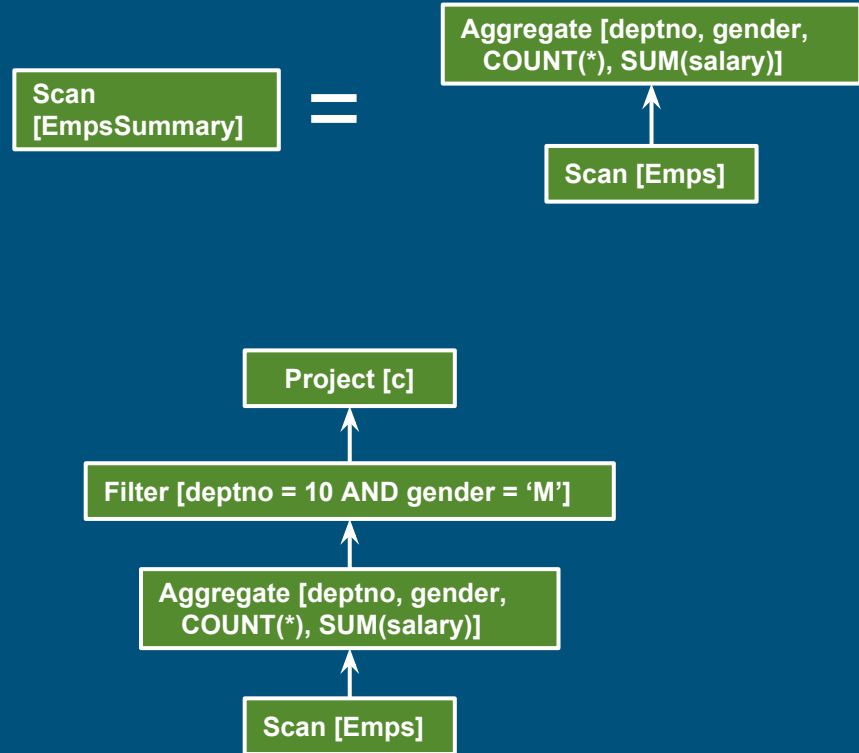 Scan
[EmpsSummary]
=
Aggregate [deptno, gender,
COUNT(*), SUM(salary)]
Scan [Emps]
Project [c]
Filter [deptno = 10 AND gender = ‘M’]
Aggregate [deptno, gender,
COUNT(*), SUM(salary)]
Scan [Emps]